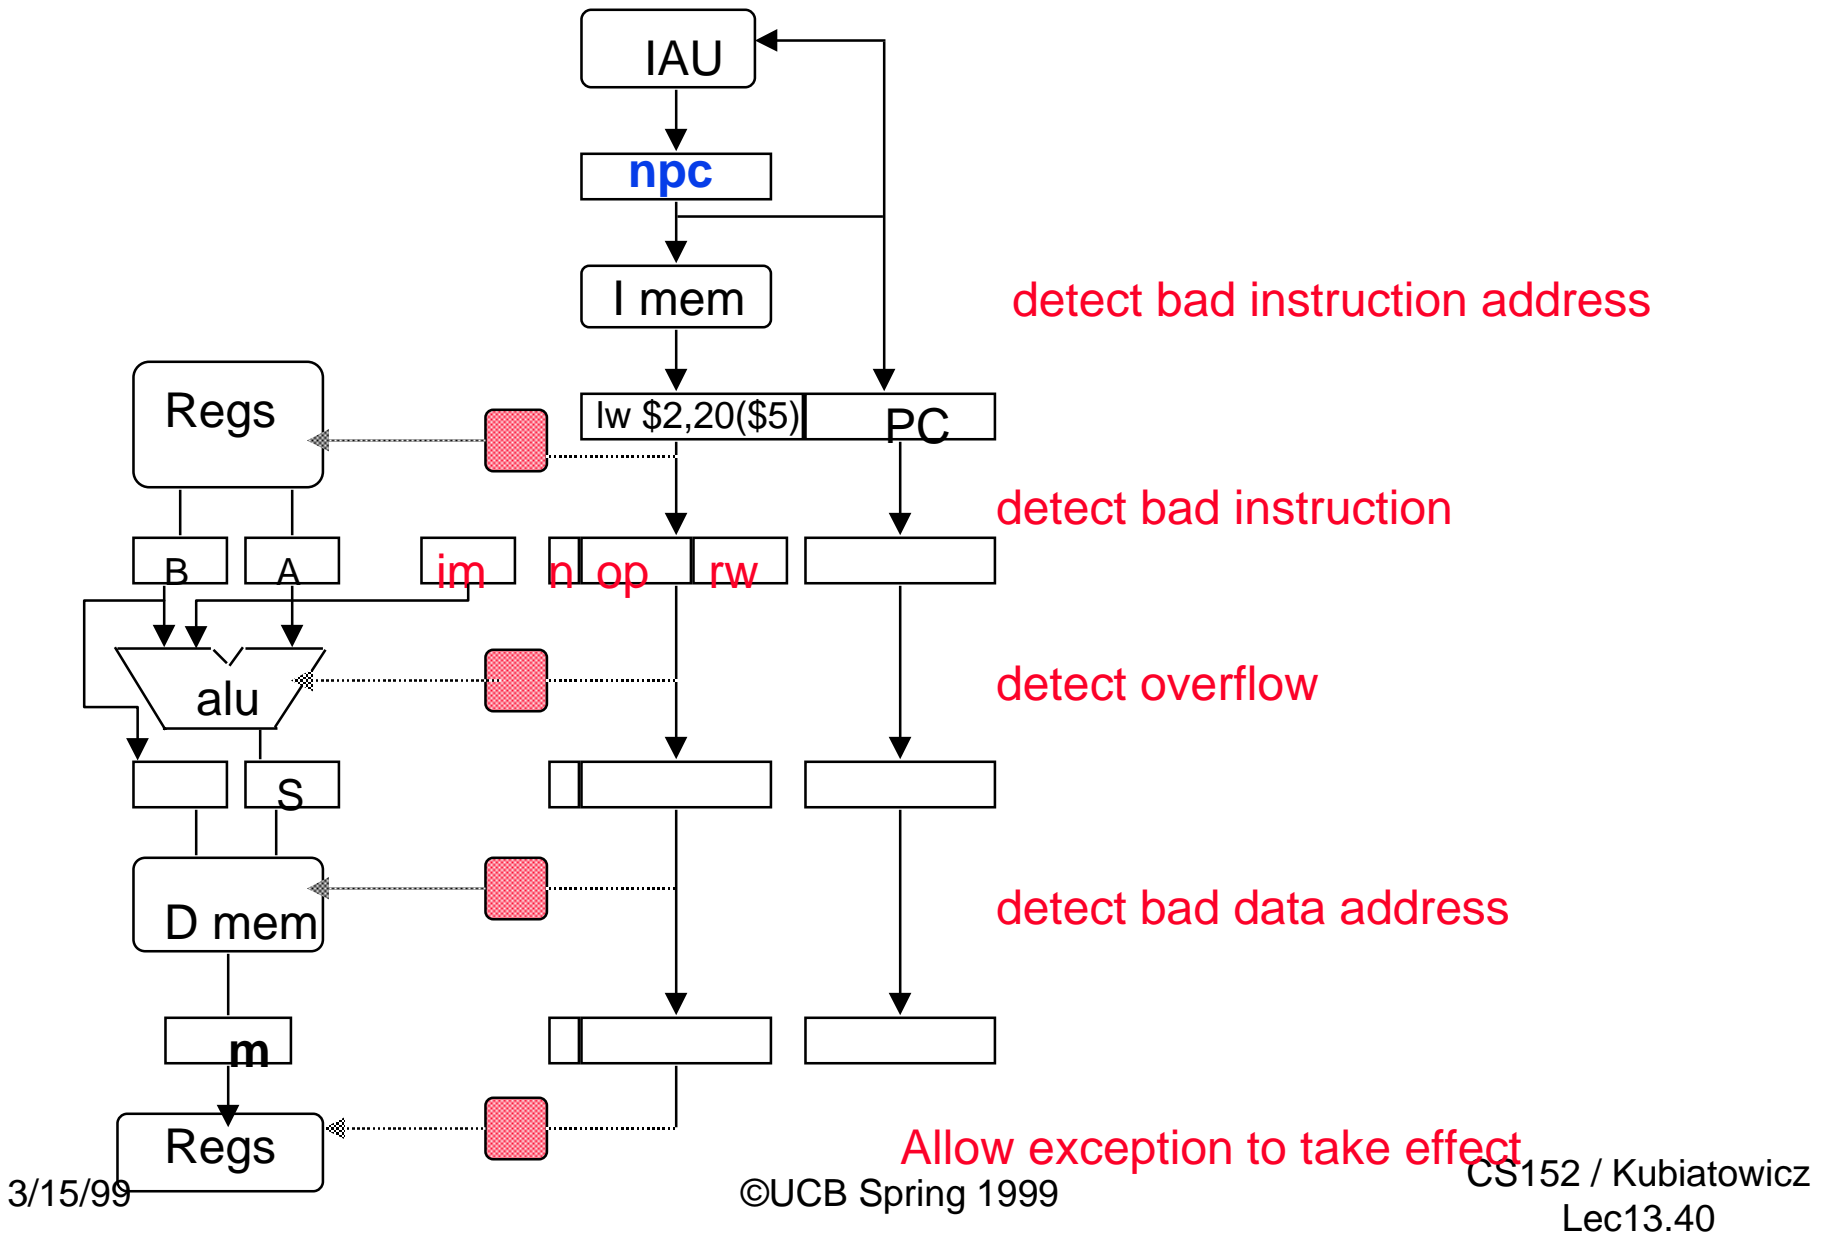 IAU
npc
I mem
detect bad instruction address
Regs
lw $2,20($5)
PC
detect bad instruction
B
A
im
n
op
rw
alu
detect overflow
S
D mem
detect bad data address
m
Regs
Allow exception to take effect
3/15/99
©UCB Spring 1999
CS152 / Kubiatowicz
Lec13.40